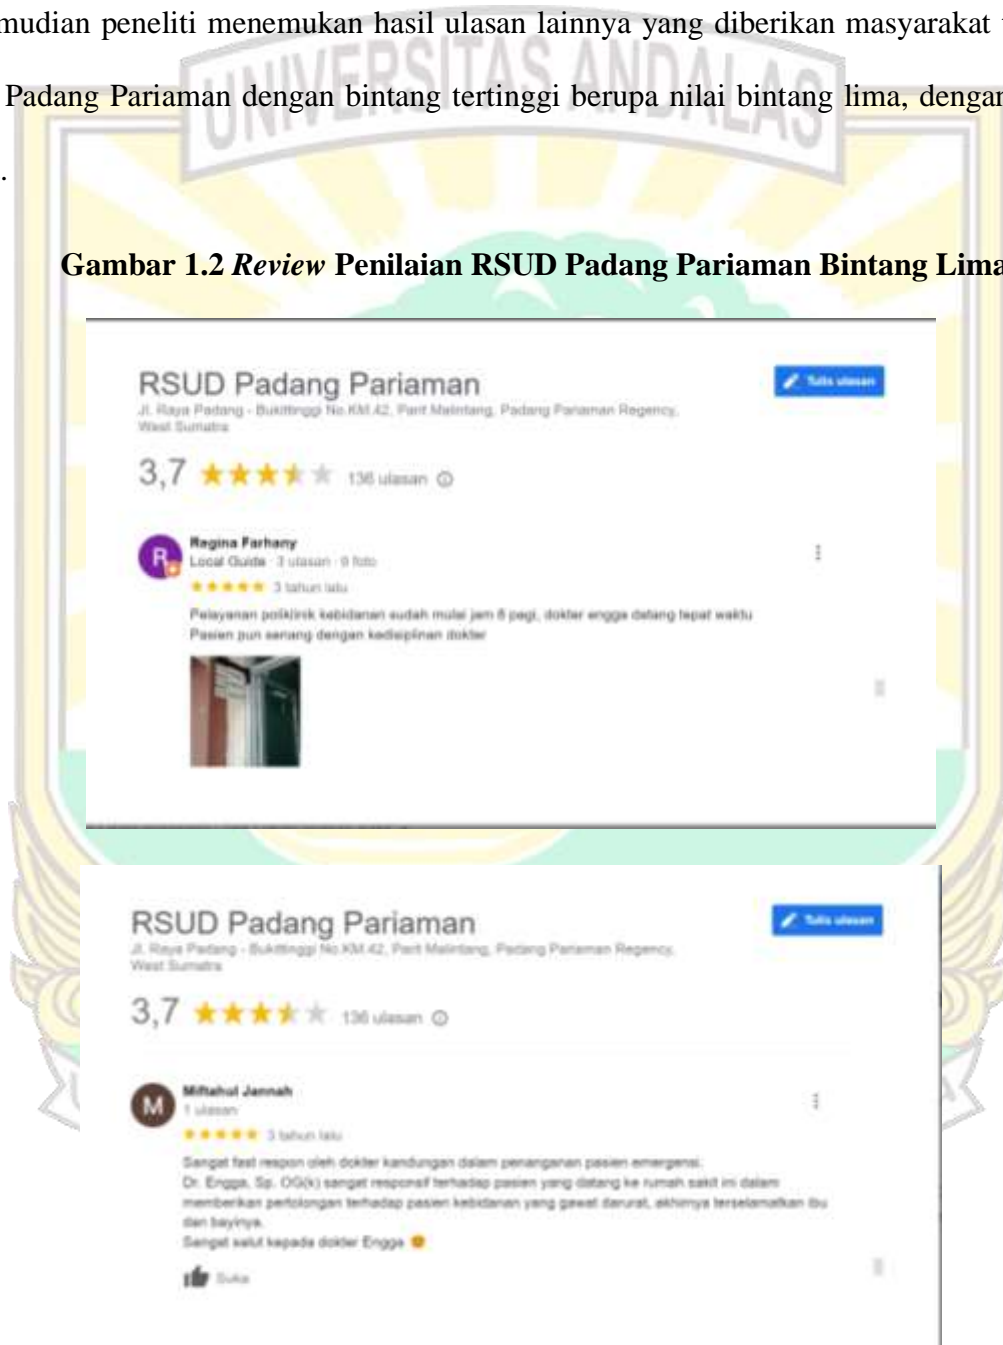 mudian peneliti menemukan hasil ulasan lainnya yang diberikan masyarakat
UNIVERSITAS ANDALAS
Padang Pariaman dengan bintang tertinggi berupa nilai bintang lima, dengan
.
Gambar 1.2 Review Penilaian RSUD Padang Pariaman Bintang Lima
RSUD Padang Pariaman
Tulis ulasan
Jl. Raya Padang - Bukittinggi No.KM.42, Parit Malintang, Padang Pariaman Regency,
West Sumatra
3,7 136 ulasan
R
Regina Farhany
Local Guide · 3 ulasan · 9 foto
3 tahun lalu
Pelayanan poliklinik kebidanan sudah mulai jam 8 pagi, dokter engga datang tepat waktu
Pasien pun senang dengan kedisiplinan dokter
RSUD Padang Pariaman
Tulis ulasan
Jl. Raya Padang - Bukittinggi No.KM.42, Parit Malintang, Padang Pariaman Regency,
West Sumatra
3,7 136 ulasan
M
Miftahul Jannah
1 ulasan
3 tahun lalu
Sangat fast respon oleh dokter kandungan dalam penanganan pasien emergensi.
Dr. Engga, Sp. OG(k) sangat responsif terhadap pasien yang datang ke rumah sakit ini dalam
memberikan pertolongan terhadap pasien kebidanan yang gawat darurat, akhirnya terselamatkan ibu
dan bayinya.
Sangat salut kepada dokter Engga
Suka